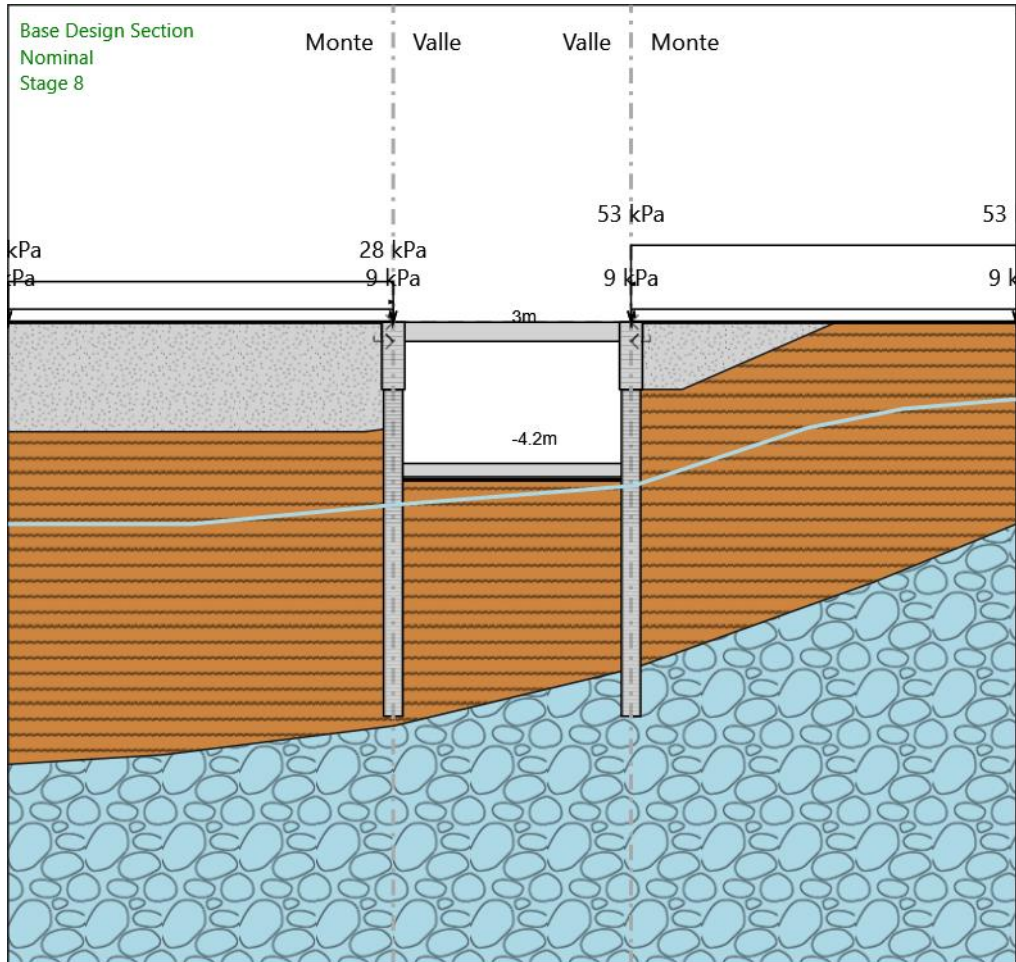 Base Design Section
Nominal
Stage 8
Monte Valle Valle Monte
53 kPa 53
kPa 28 kPa
9 kPa 9 kPa 9 k
3m
-4.2m